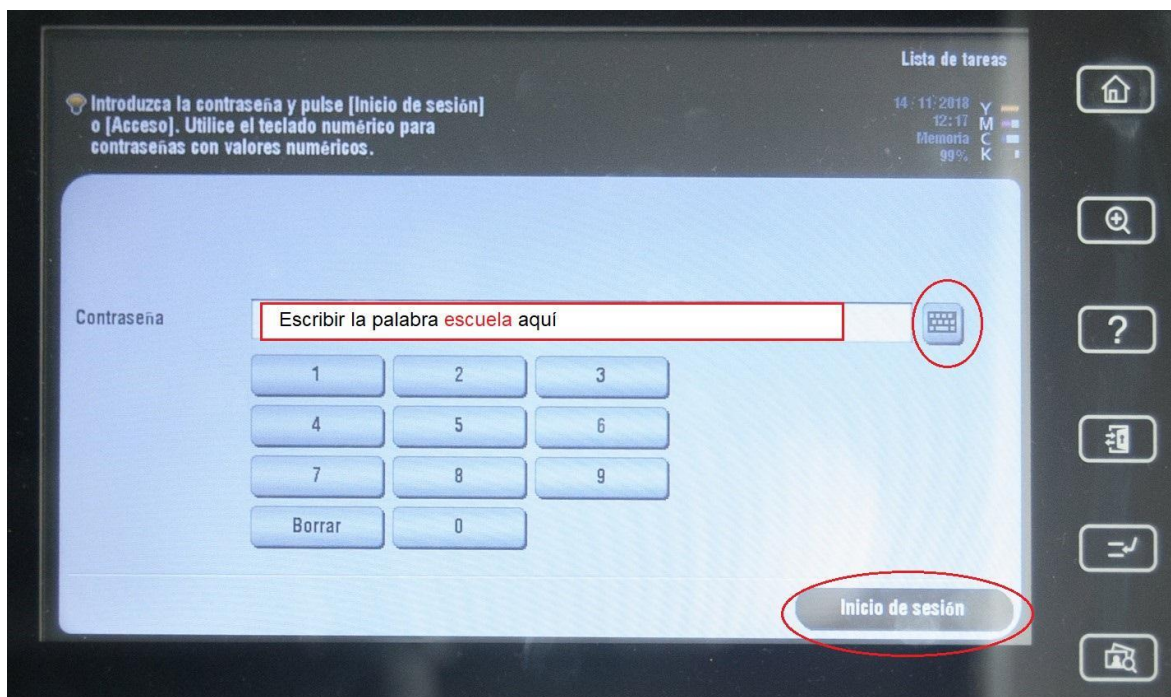 Lista de tareas
Introduzca la contraseña y pulse [Inicio de sesión]
o [Acceso]. Utilice el teclado numérico para
contraseñas con valores numéricos.
14/11/2018
12:17
Memoria
99%
Y
M
C
K
Contraseña
Escribir la palabra escuela aquí
1 2 3
4 5 6
7 8 9
Borrar 0
Inicio de sesión
?